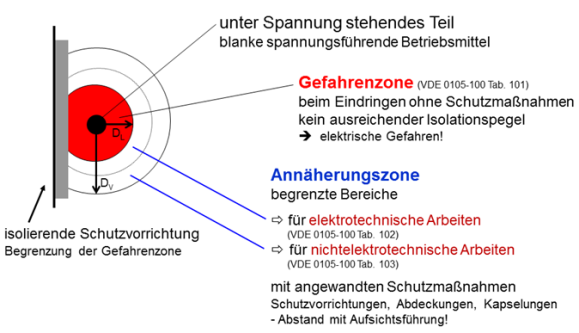 unter Spannung stehendes Teil
blanke spannungsführende Betriebsmittel
Gefahrenzone (VDE 0105-100 Tab. 101)
beim Eindringen ohne Schutzmaßnahmen
kein ausreichender Isolationspegel
➔ elektrische Gefahren!
D_L
D_V
Annäherungszone
begrenzte Bereiche
⇨ für elektrotechnische Arbeiten
(VDE 0105-100 Tab. 102)
⇨ für nichtelektrotechnische Arbeiten
(VDE 0105-100 Tab. 103)
isolierende Schutzvorrichtung
Begrenzung der Gefahrenzone
mit angewandten Schutzmaßnahmen
Schutzvorrichtungen, Abdeckungen, Kapselungen
- Abstand mit Aufsichtsführung!